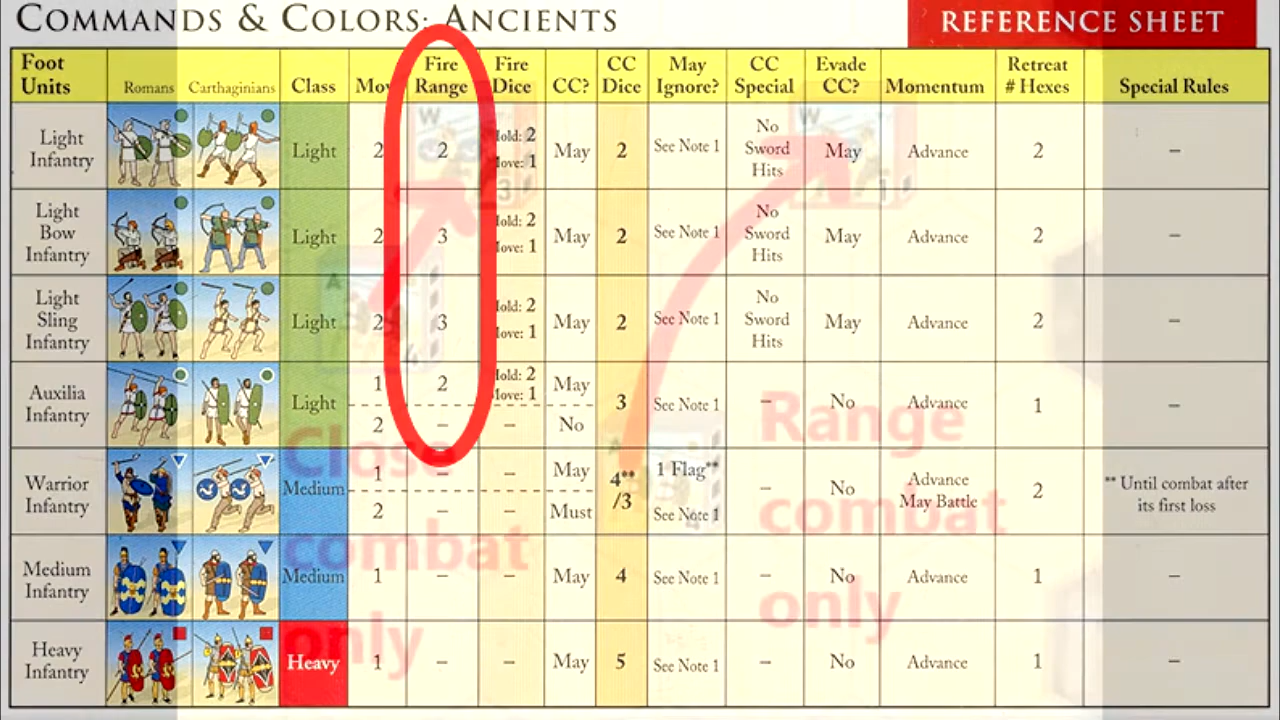 COMMANDS & COLORS: ANCIENTS
REFERENCE SHEET
Foot Units Romans Carthaginians Class Mov Fire Range Fire Dice CC? CC Dice May Ignore? CC Special Evade CC? Momentum Retreat # Hexes Special Rules
Light Infantry Light 2 2 Hold: 2 Move: 1 May 2 See Note 1 No Sword Hits May Advance 2 –
Light Bow Infantry Light 2 3 Hold: 2 Move: 1 May 2 See Note 1 No Sword Hits May Advance 2 –
Light Sling Infantry Light 2 3 Hold: 2 Move: 1 May 2 See Note 1 No Sword Hits May Advance 2 –
Auxilia Infantry Light 1 2 Hold: 2 Move: 1 May 3 See Note 1 – No Advance 1 –
2 – – No
Warrior Infantry Medium 1 – – May 4** /3 1 Flag** See Note 1 – No Advance May Battle 2 ** Until combat after its first loss
2 – – Must
Medium Infantry Medium 1 – – May 4 See Note 1 – No Advance 1 –
Heavy Infantry Heavy 1 – – May 5 See Note 1 – No Advance 1 –
Close
combat
only
Range
combat
only
W
3
W
1
A
4
A